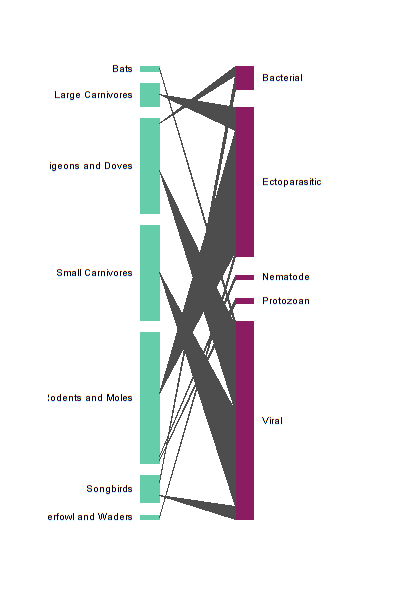 Bats
Large Carnivores
igeons and Doves
Small Carnivores
Rodents and Moles
Songbirds
erfowl and Waders
Bacterial
Ectoparasitic
Nematode
Protozoan
Viral